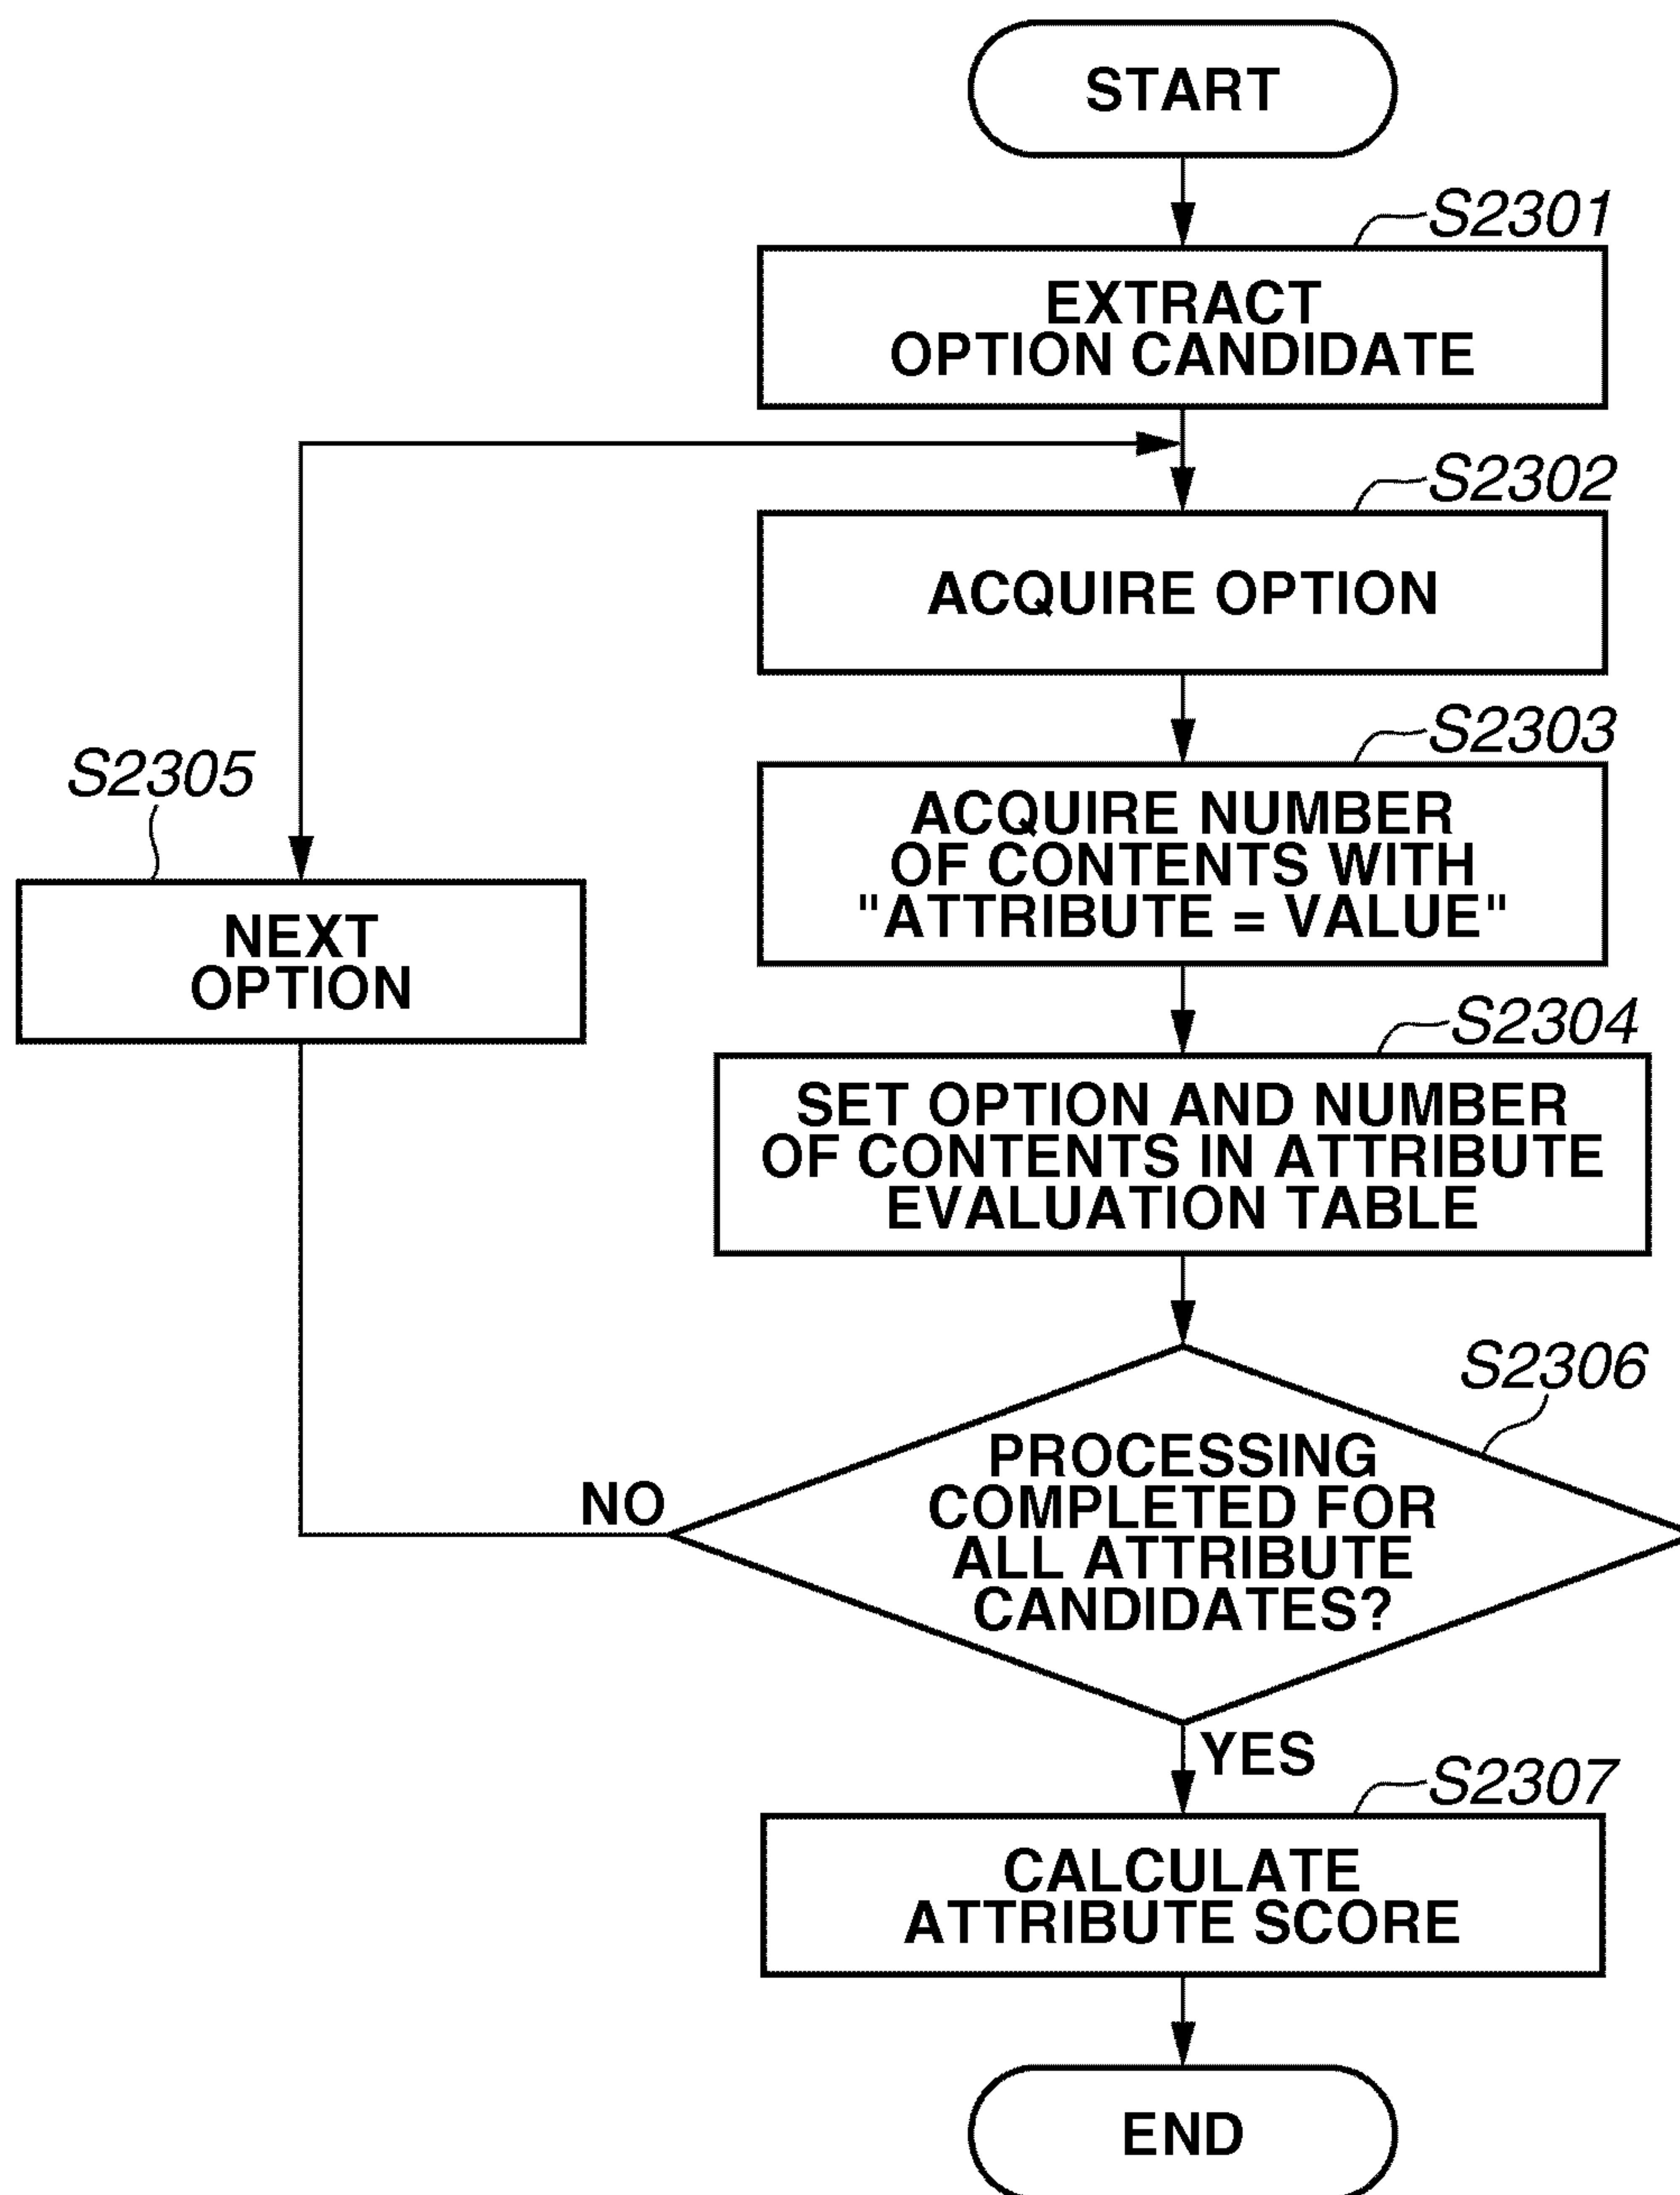 START
S2301
EXTRACT
OPTION CANDIDATE
S2302
ACQUIRE OPTION
S2303
ACQUIRE NUMBER
OF CONTENTS WITH
"ATTRIBUTE = VALUE"
S2305
NEXT
OPTION
S2304
SET OPTION AND NUMBER
OF CONTENTS IN ATTRIBUTE
EVALUATION TABLE
S2306
PROCESSING
COMPLETED FOR
ALL ATTRIBUTE
CANDIDATES?
NO
YES
S2307
CALCULATE
ATTRIBUTE SCORE
END